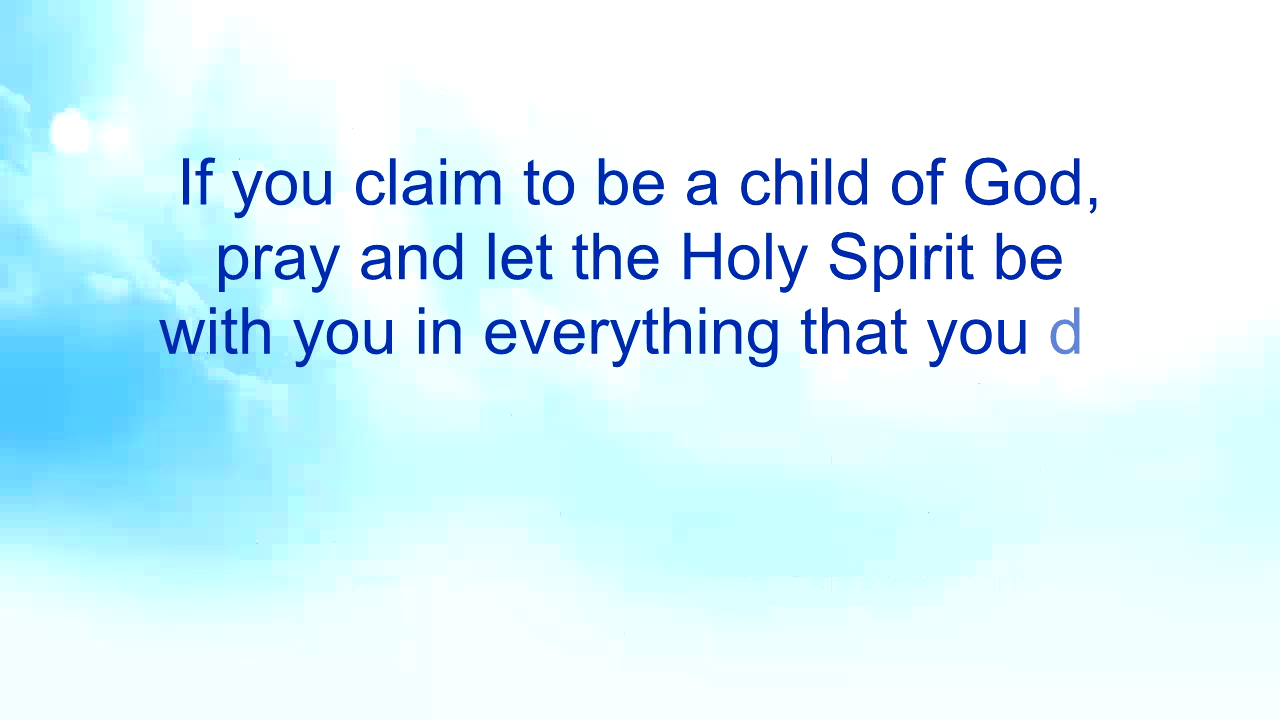 If you claim to be a child of God,
pray and let the Holy Spirit be
with you in everything that you d